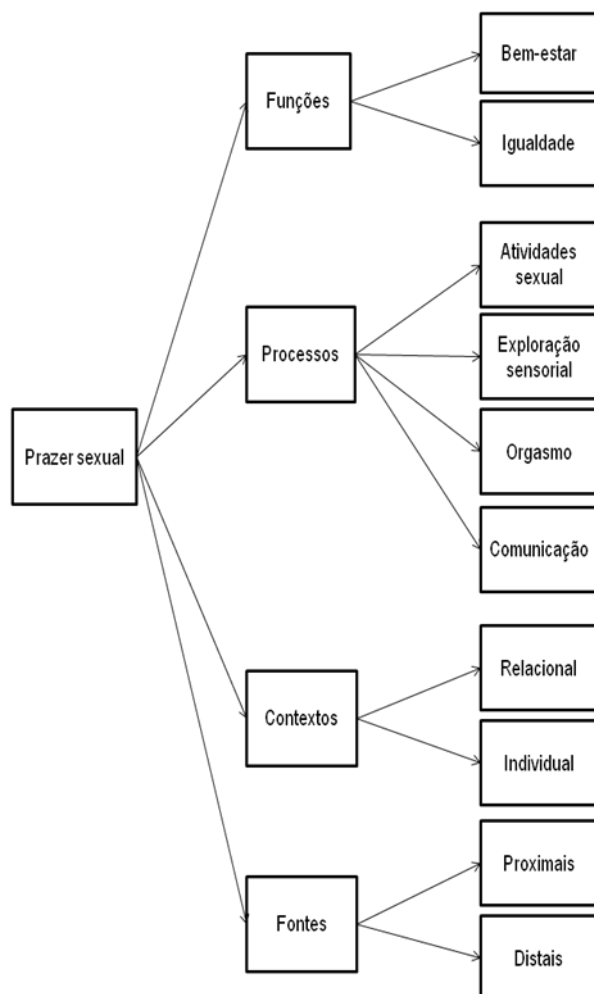 Bem-estar
Funções
Igualdade
Atividades
sexual
Processos
Exploração
sensorial
Prazer sexual
Orgasmo
Comunicação
Relacional
Contextos
Individual
Proximais
Fontes
Distais